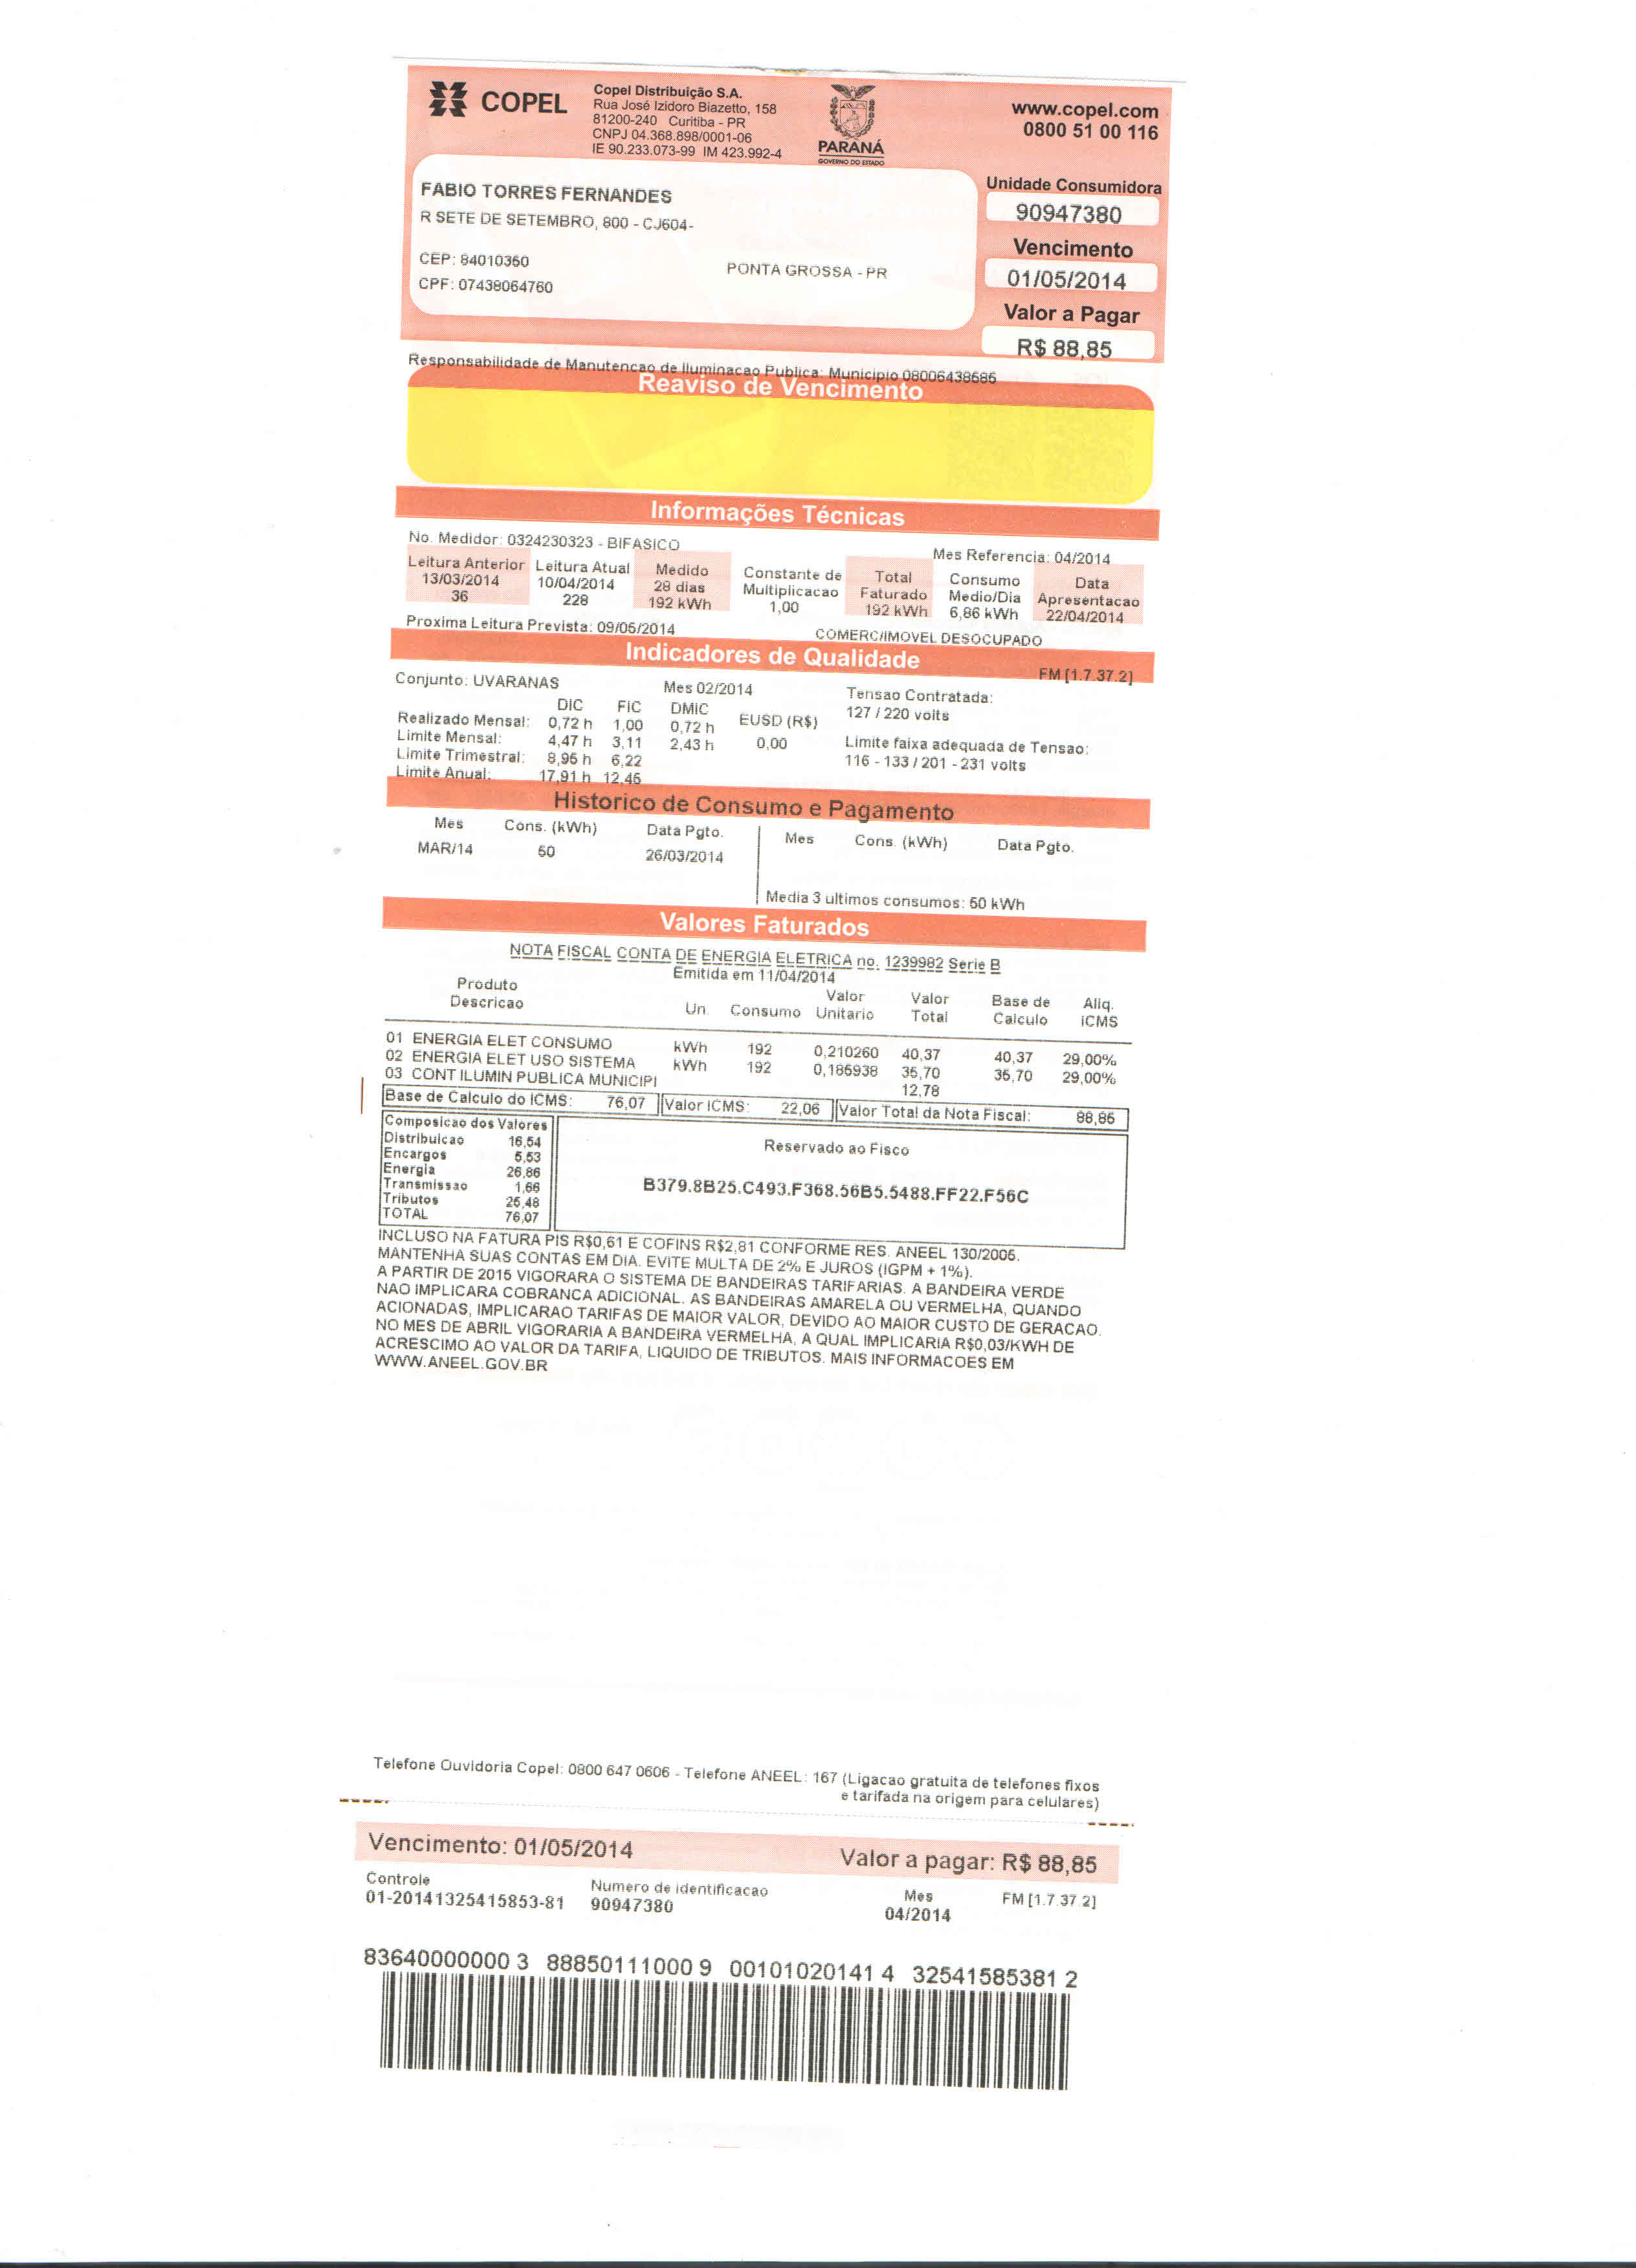 COPEL
Copel Distribuição S.A.
Rua José Izidoro Biazetto, 158
81200-240 Curitiba - PR
CNPJ 04.368.898/0001-06
IE 90.233.073-99 IM 423.992-4
PARANÁ
GOVERNO DO ESTADO
www.copel.com
0800 51 00 116
FABIO TORRES FERNANDES
R SETE DE SETEMBRO, 800 - CJ604-
CEP: 84010350
PONTA GROSSA - PR
CPF: 07438064760
Unidade Consumidora
90947380
Vencimento
01/05/2014
Valor a Pagar
R$ 88,85
Responsabilidade de Manutencao de Iluminacao Publica: Municipio 08006438686
Reaviso de Vencimento
Informações Técnicas
No. Medidor: 0324230323 - BIFASICO
Mes Referencia: 04/2014
Leitura Anterior Leitura Atual Medido Constante de Total Consumo Data
13/03/2014 10/04/2014 28 dias Multiplicacao Faturado Medio/Dia Apresentacao
36 228 192 kWh 1,00 192 kWh 6,86 kWh 22/04/2014
Proxima Leitura Prevista: 09/05/2014
COMERC/IMOVEL DESOCUPADO
Indicadores de Qualidade
FM [1.7.37.2]
Conjunto: UVARANAS Mes 02/2014 Tensao Contratada:
DIC FIC DMIC EUSD (R$) 127 / 220 volts
Realizado Mensal: 0,72 h 1,00 0,72 h
Limite Mensal: 4,47 h 3,11 2,43 h 0,00 Limite faixa adequada de Tensao:
Limite Trimestral: 8,95 h 6,22 116 - 133 / 201 - 231 volts
Limite Anual: 17,91 h 12,45
Historico de Consumo e Pagamento
Mes Cons. (kWh) Data Pgto. Mes Cons. (kWh) Data Pgto.
MAR/14 50 26/03/2014
Media 3 ultimos consumos: 50 kWh
Valores Faturados
NOTA FISCAL CONTA DE ENERGIA ELETRICA no. 1239982 Serie B
Emitida em 11/04/2014
Produto Valor Valor Base de Aliq.
Descricao Un. Consumo Unitario Total Calculo ICMS
01 ENERGIA ELET CONSUMO kWh 192 0,210260 40,37 40,37 29,00%
02 ENERGIA ELET USO SISTEMA kWh 192 0,185938 35,70 35,70 29,00%
03 CONT ILUMIN PUBLICA MUNICIPI 12,78
Base de Calculo do ICMS: 76,07 Valor ICMS: 22,06 Valor Total da Nota Fiscal: 88,85
Composicao dos Valores
Distribuicao 16,54
Encargos 5,53
Energia 26,86
Transmissao 1,66
Tributos 25,48
TOTAL 76,07
Reservado ao Fisco
B379.8B25.C493.F368.56B5.5488.FF22.F56C
INCLUSO NA FATURA PIS R$0,61 E COFINS R$2,81 CONFORME RES. ANEEL 130/2005.
MANTENHA SUAS CONTAS EM DIA. EVITE MULTA DE 2% E JUROS (IGPM + 1%).
A PARTIR DE 2015 VIGORARA O SISTEMA DE BANDEIRAS TARIFARIAS. A BANDEIRA VERDE
NAO IMPLICARA COBRANCA ADICIONAL. AS BANDEIRAS AMARELA OU VERMELHA, QUANDO
ACIONADAS, IMPLICARAO TARIFAS DE MAIOR VALOR, DEVIDO AO MAIOR CUSTO DE GERACAO.
NO MES DE ABRIL VIGORARIA A BANDEIRA VERMELHA, A QUAL IMPLICARIA R$0,03/KWH DE
ACRESCIMO AO VALOR DA TARIFA, LIQUIDO DE TRIBUTOS. MAIS INFORMACOES EM
WWW.ANEEL.GOV.BR
Telefone Ouvidoria Copel: 0800 647 0606 - Telefone ANEEL: 167 (Ligacao gratuita de telefones fixos
e tarifada na origem para celulares)
Vencimento: 01/05/2014 Valor a pagar: R$ 88,85
Controle Numero de identificacao Mes FM [1.7.37.2]
01-20141325415853-81 90947380 04/2014
83640000000 3 88850111000 9 00101020141 4 32541585381 2